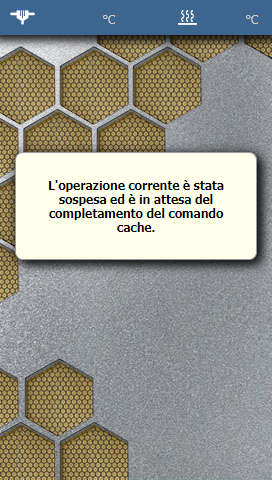 °C
°C
L'operazione corrente è stata
sospesa ed è in attesa del
completamento del comando
cache.